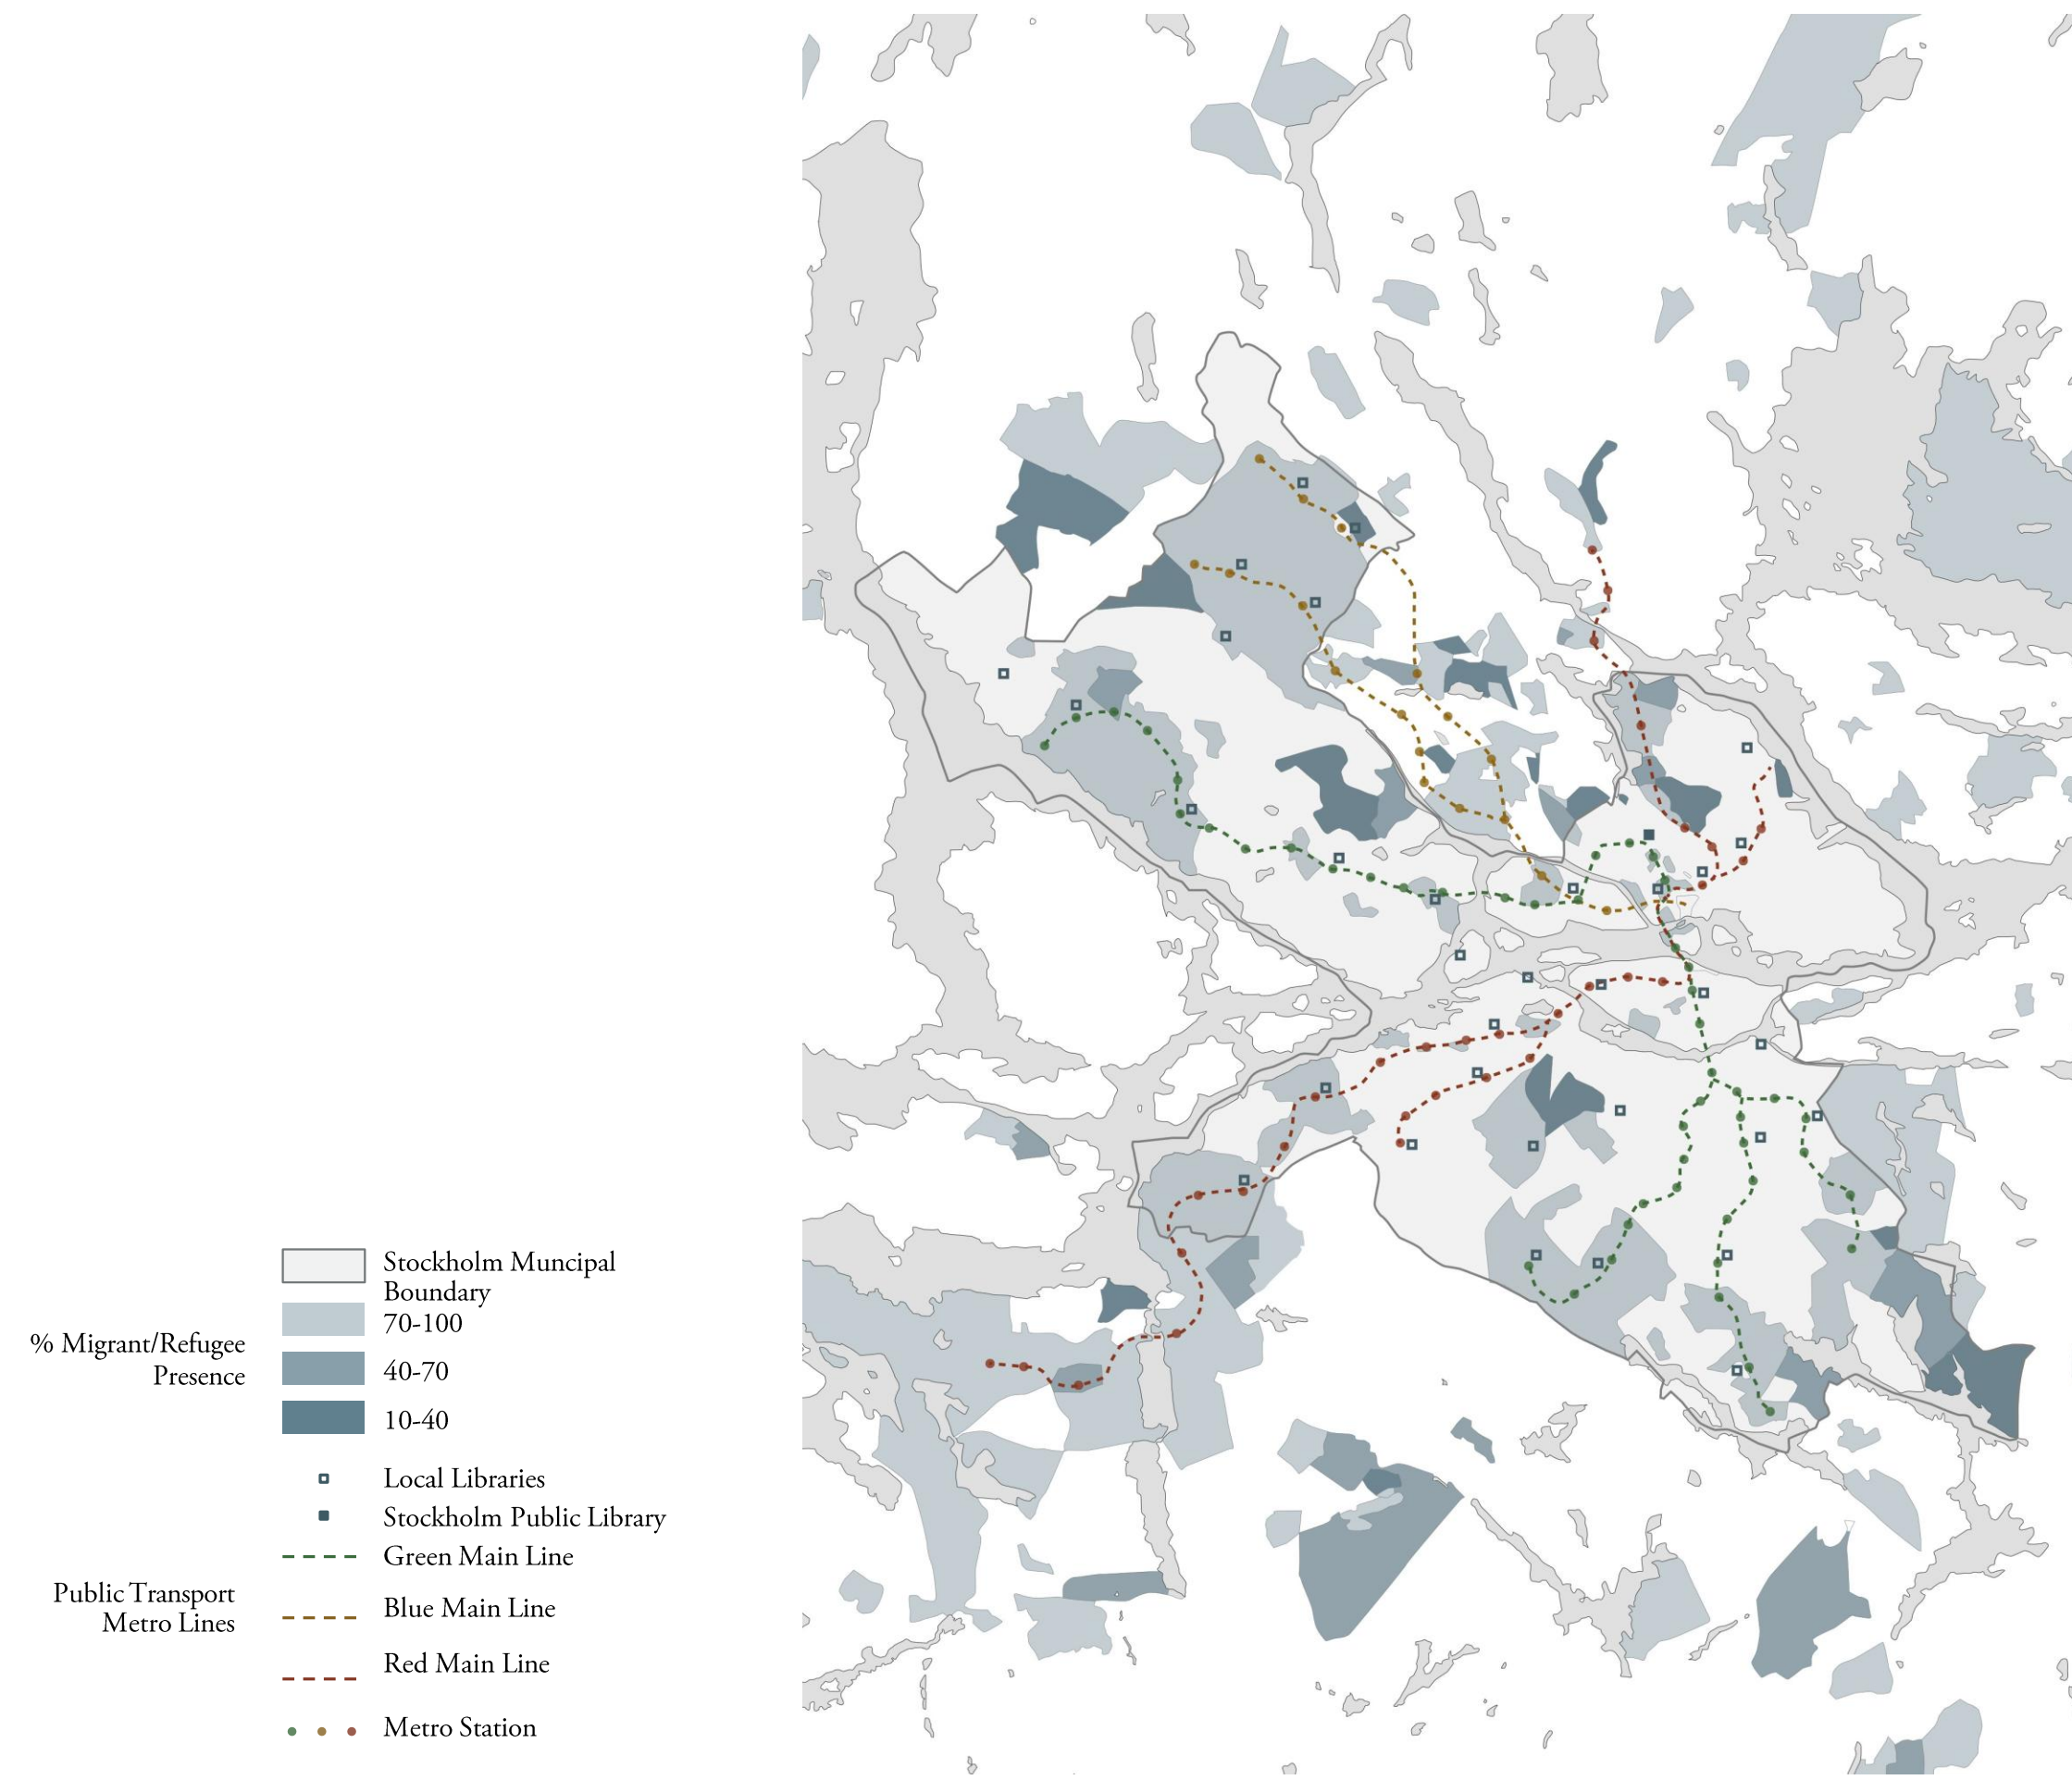 Stockholm Muncipal
Boundary
% Migrant/Refugee
Presence
70-100
40-70
10-40
Local Libraries
Stockholm Public Library
Public Transport
Metro Lines
Green Main Line
Blue Main Line
Red Main Line
Metro Station